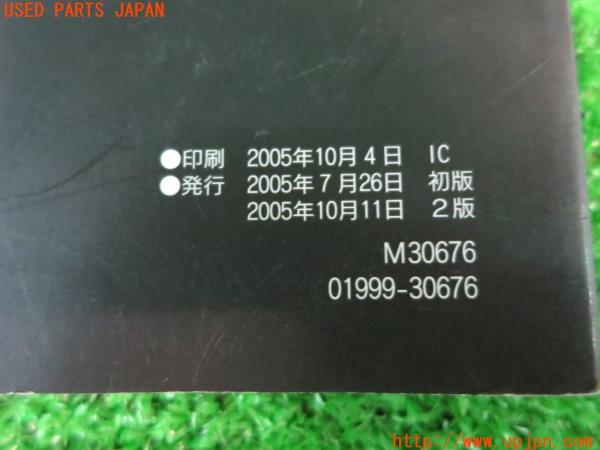 USED PARTS JAPAN
●印刷 2005年10月4日 IC
●発行 2005年7月26日 初版
2005年10月11日 2版
M30676
01999-30676
http://www.upjpn.com/